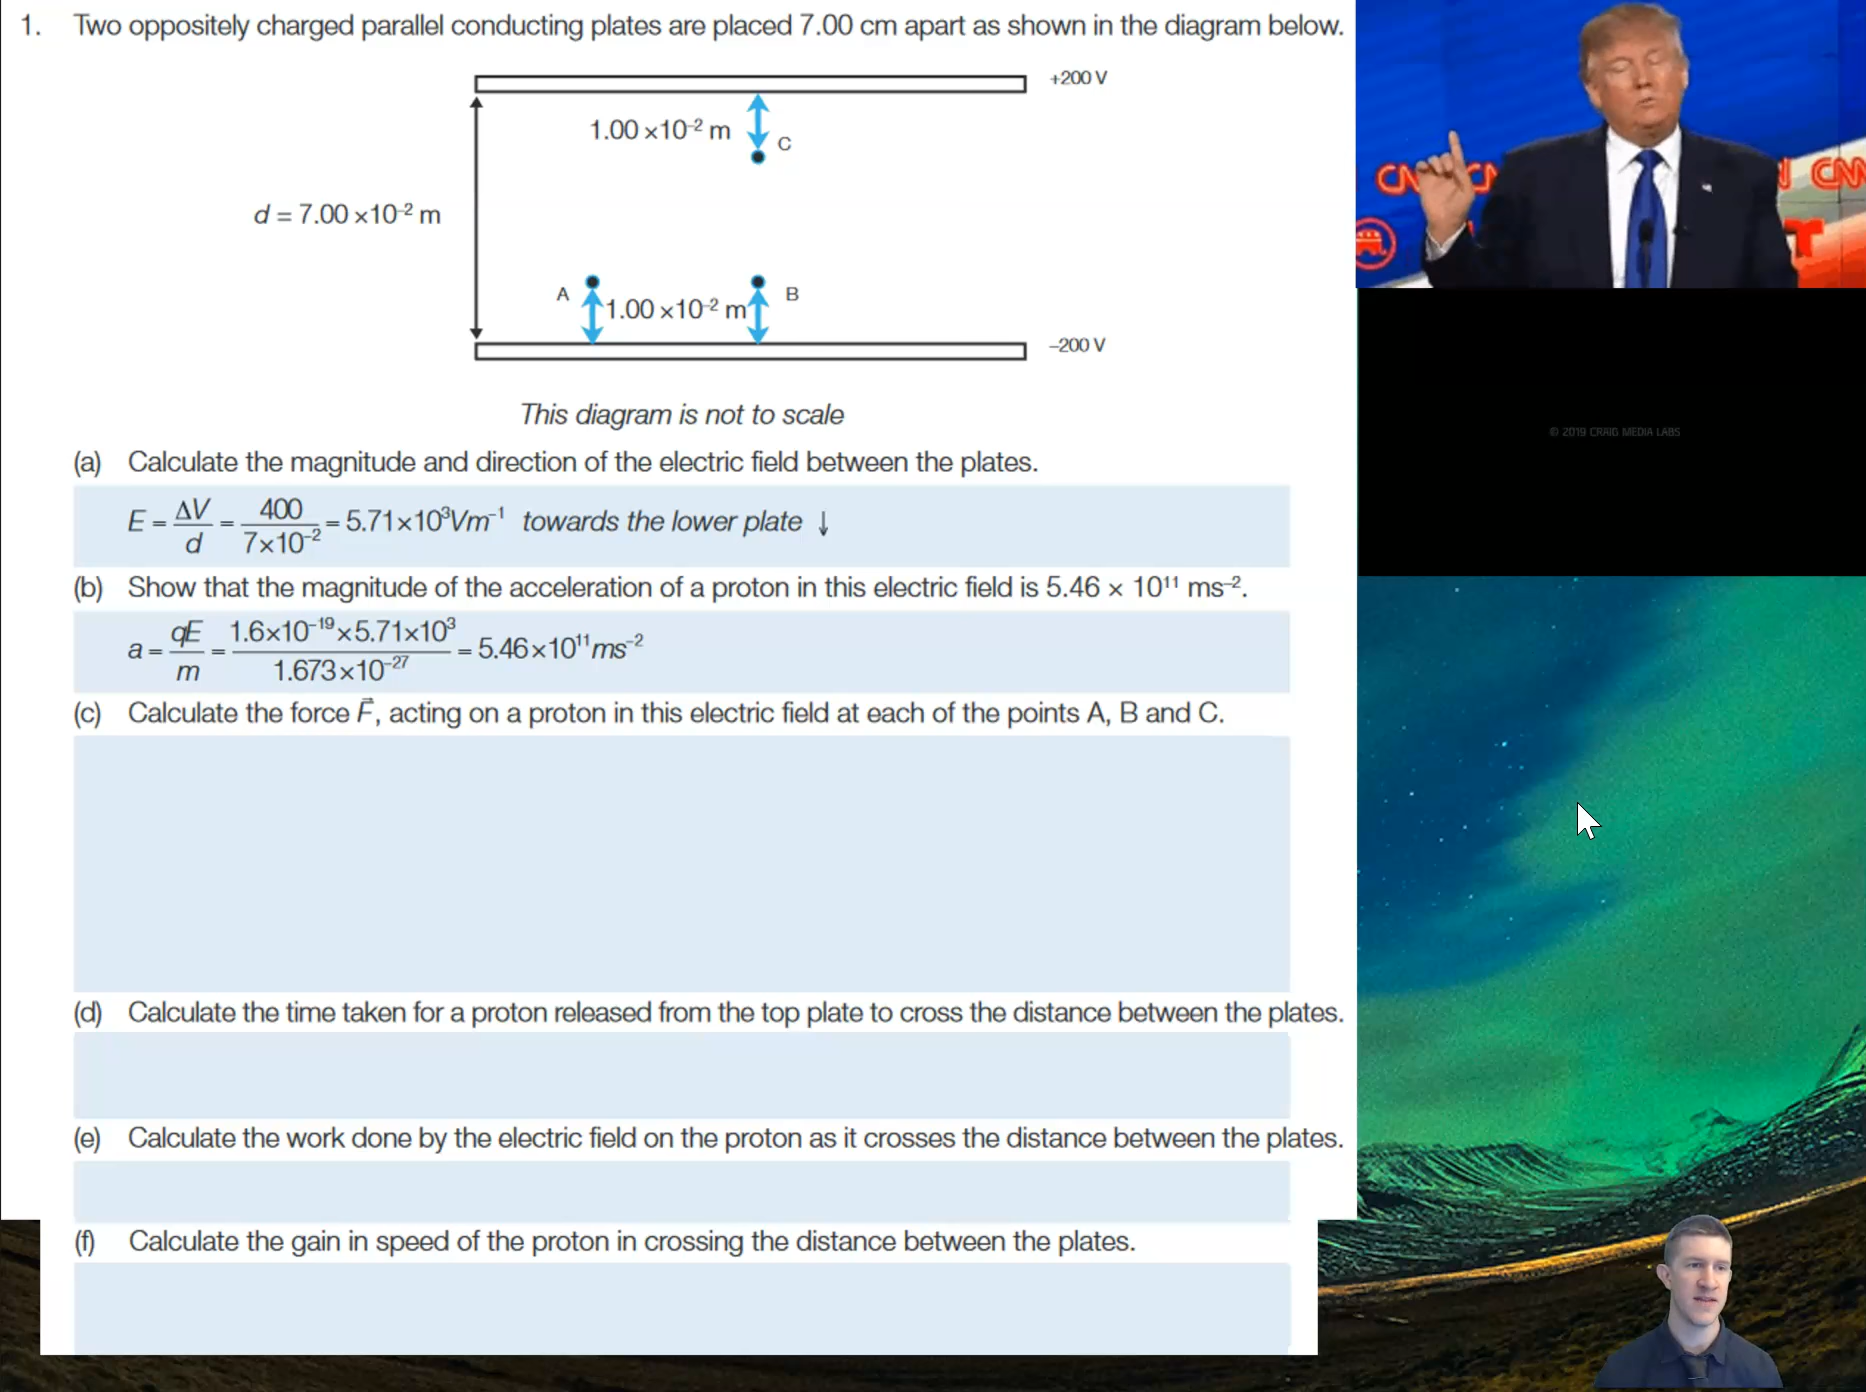 1. Two oppositely charged parallel conducting plates are placed 7.00 cm apart as shown in the diagram below.
+200 V
1.00 ×10⁻² m
C
d = 7.00 ×10⁻² m
A
1.00 ×10⁻² m
B
–200 V
This diagram is not to scale
(a) Calculate the magnitude and direction of the electric field between the plates.
E = ΔV/d = 400/7×10⁻² = 5.71×10³Vm⁻¹ towards the lower plate ↓
(b) Show that the magnitude of the acceleration of a proton in this electric field is 5.46 × 10¹¹ ms⁻².
a = qE/m = 1.6×10⁻¹⁹×5.71×10³/1.673×10⁻²⁷ = 5.46×10¹¹ms⁻²
(c) Calculate the force F⃗, acting on a proton in this electric field at each of the points A, B and C.
(d) Calculate the time taken for a proton released from the top plate to cross the distance between the plates.
(e) Calculate the work done by the electric field on the proton as it crosses the distance between the plates.
(f) Calculate the gain in speed of the proton in crossing the distance between the plates.
CN
CN
N CNN
T
© 2019 CRAIG MEDIA LABS